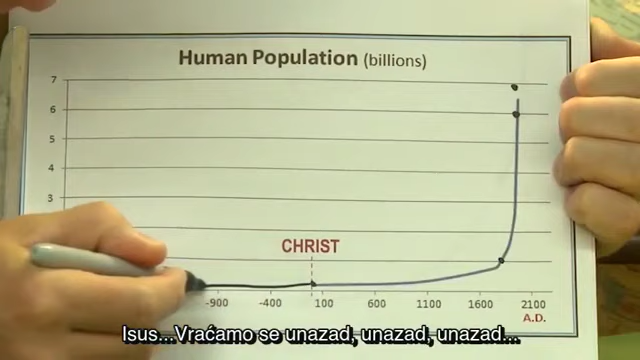 Human Population (billions)
7
6
5
4
3
CHRIST
-900 -400 100 600 1100 1600 2100
A.D.
Isus...Vraćamo se unazad, unazad, unazad...